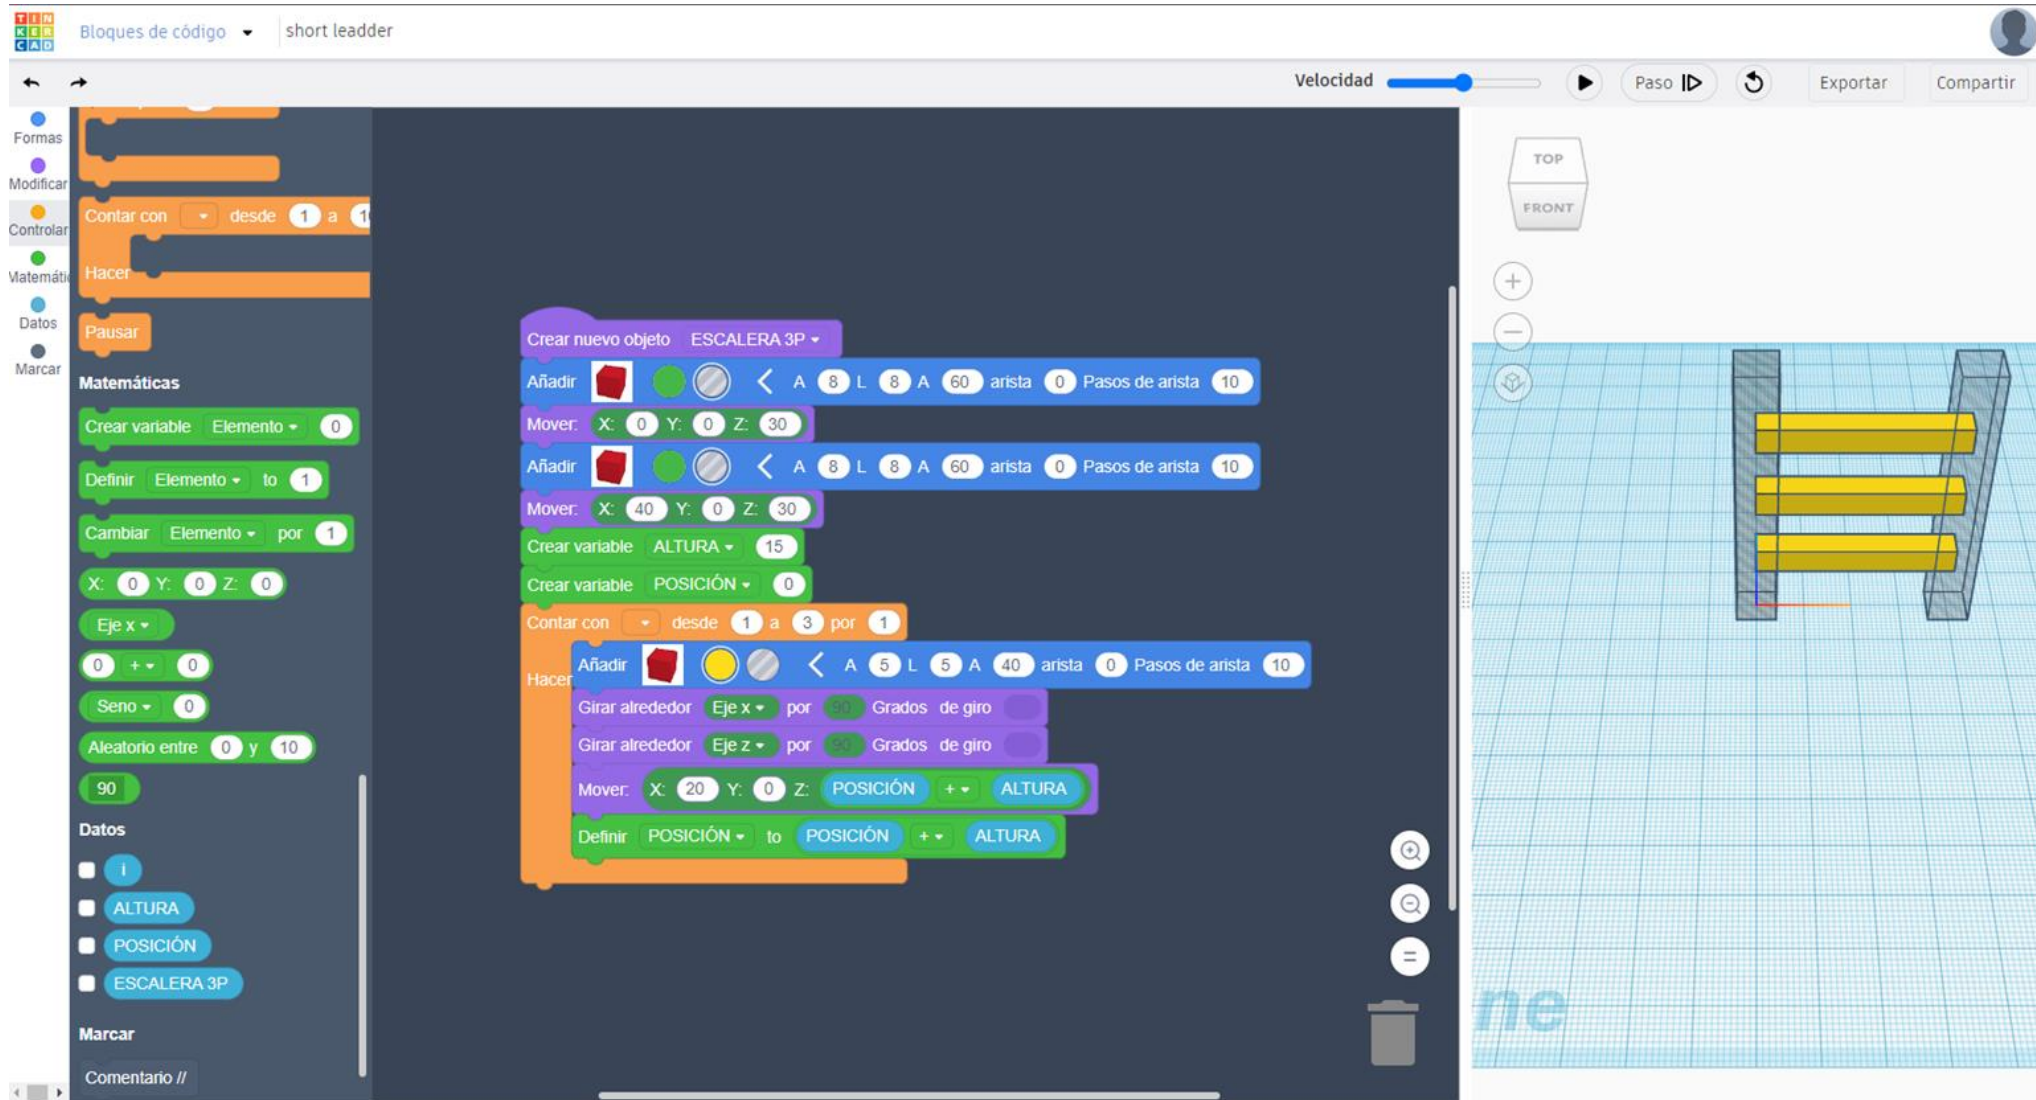 TINKERCAD
Bloques de código
short leadder
Velocidad
Paso
Exportar
Compartir
Formas
Modificar
Controlar
Matemáti
Datos
Marcar
Contar con desde 1 a 1
Hacer
Pausar
Matemáticas
Crear variable Elemento 0
Definir Elemento to 1
Cambiar Elemento por 1
X: 0 Y: 0 Z: 0
Eje x
0 + 0
Seno 0
Aleatorio entre 0 y 10
90
Datos
i
ALTURA
POSICIÓN
ESCALERA 3P
Marcar
Comentario //
Crear nuevo objeto ESCALERA 3P
Añadir A 8 L 8 A 60 arista 0 Pasos de arista 10
Mover: X: 0 Y: 0 Z: 30
Añadir A 8 L 8 A 60 arista 0 Pasos de arista 10
Mover: X: 40 Y: 0 Z: 30
Crear variable ALTURA 15
Crear variable POSICIÓN 0
Contar con desde 1 a 3 por 1
Hacer
Añadir A 5 L 5 A 40 arista 0 Pasos de arista 10
Girar alrededor Eje x por 90 Grados de giro
Girar alrededor Eje z por 90 Grados de giro
Mover: X: 20 Y: 0 Z: POSICIÓN + ALTURA
Definir POSICIÓN to POSICIÓN + ALTURA
TOP
FRONT
ne